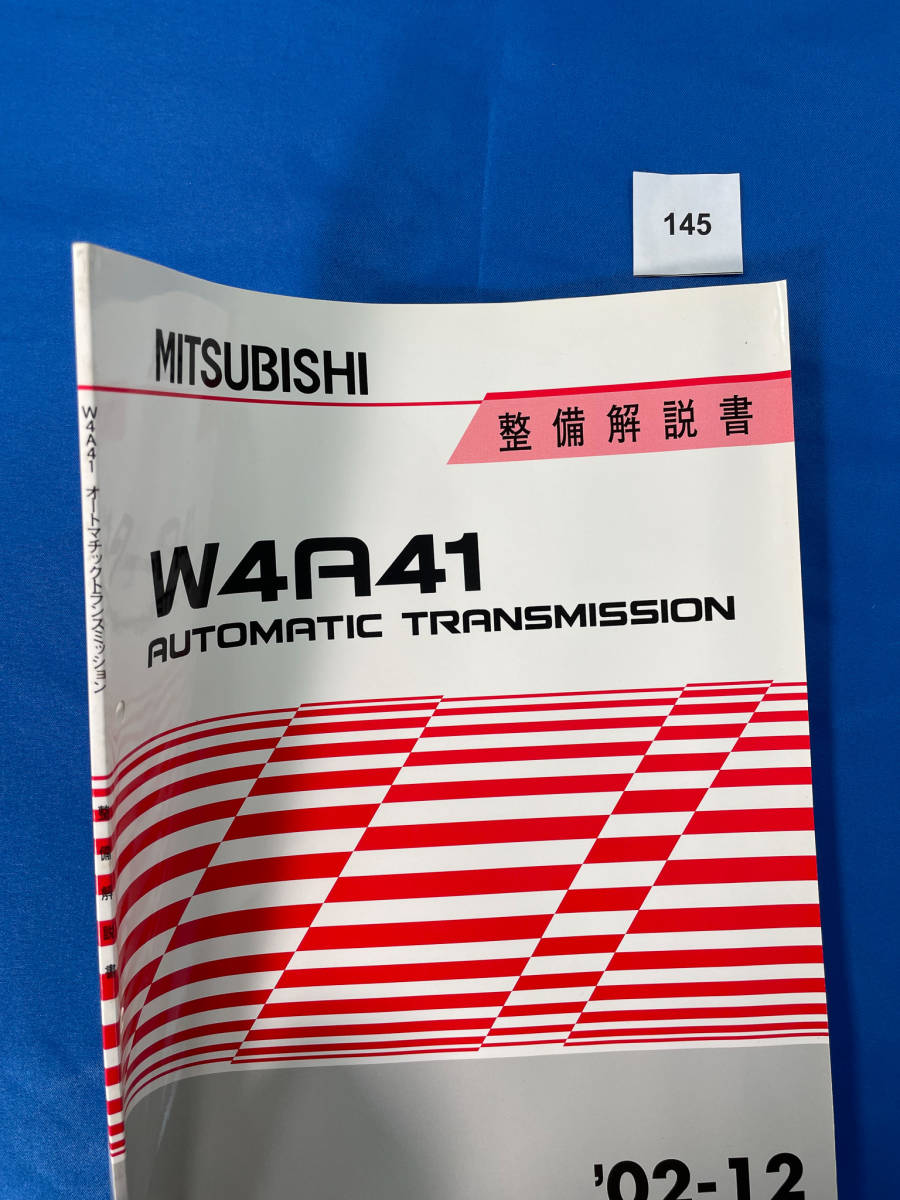 145
MITSUBISHI
整備解説書
W4A41
AUTOMATIC TRANSMISSION
'02-12
W4A41 オートマチックトランスミッション 整備解説書